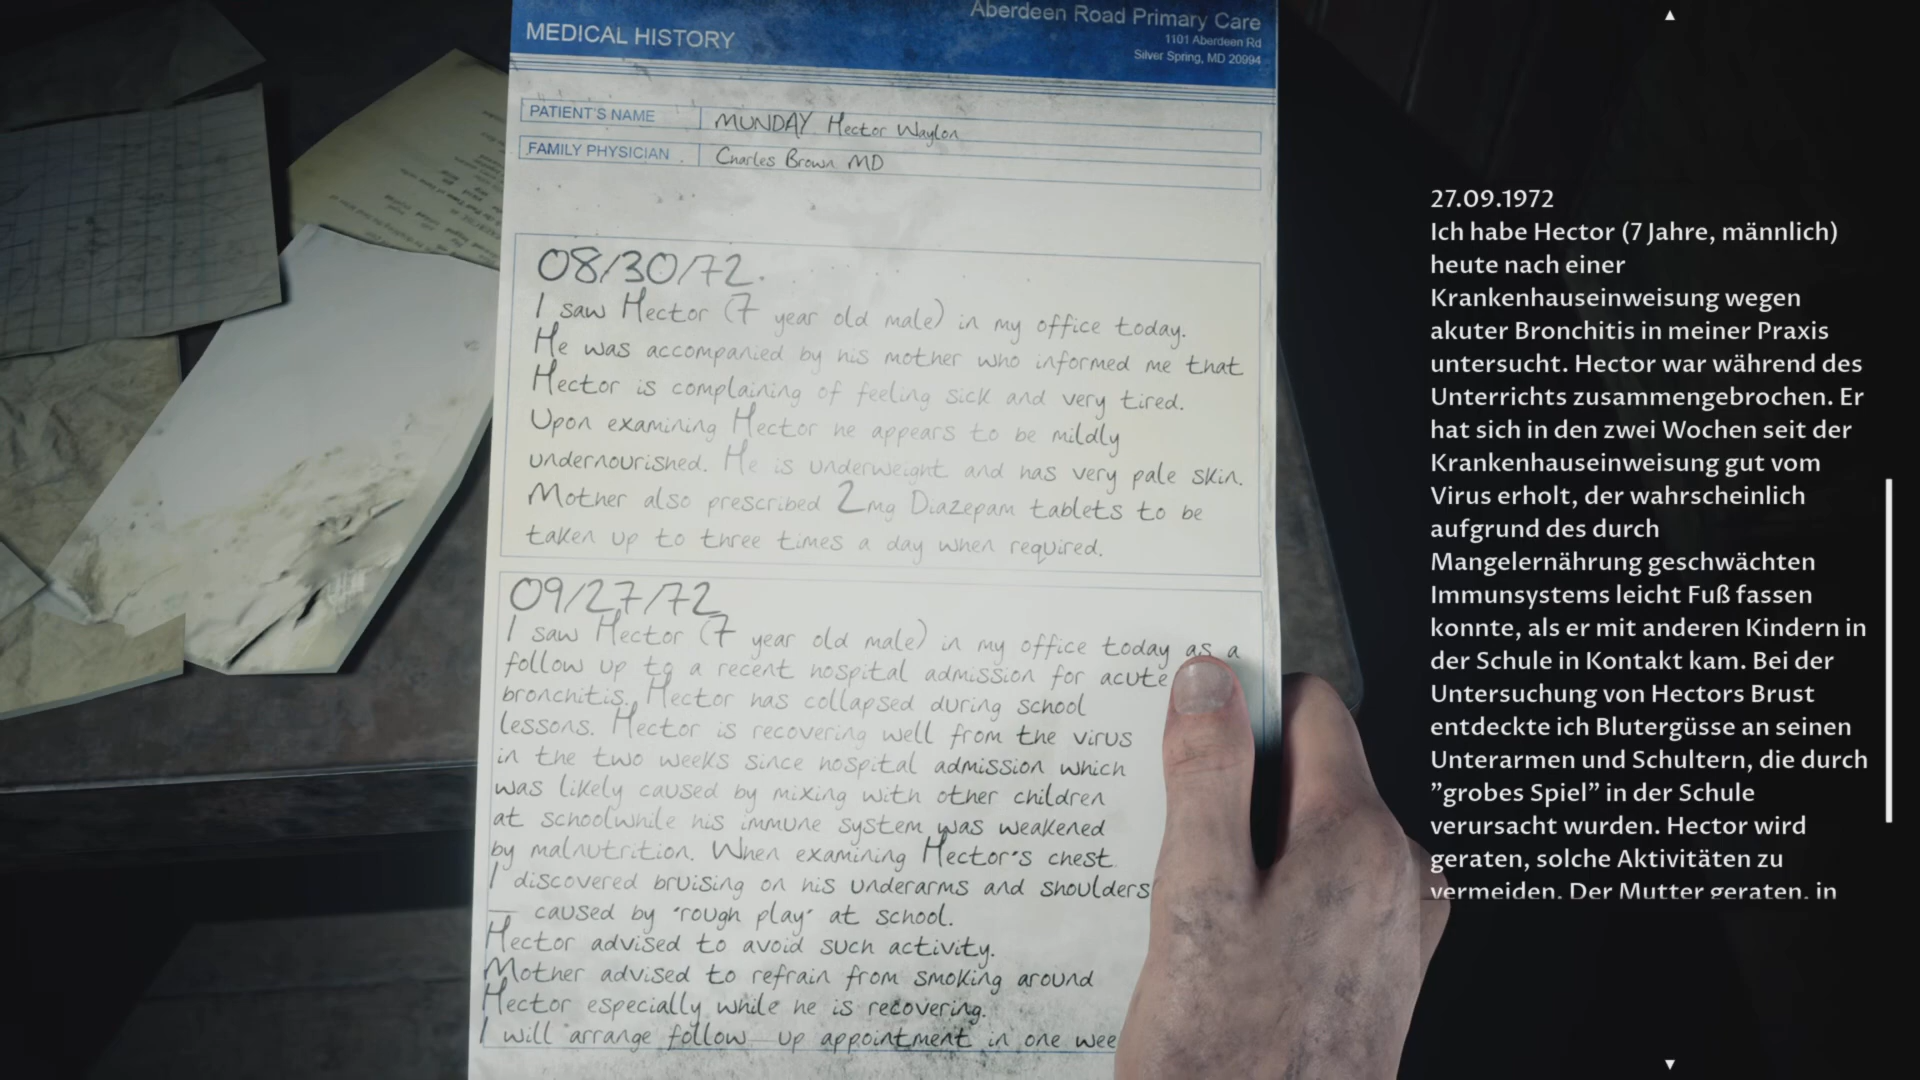 Aberdeen Road Primary Care
MEDICAL HISTORY
1101 Aberdeen Rd
Silver Spring, MD 20994
PATIENT'S NAME
MUNDAY Hector Waylon
FAMILY PHYSICIAN
Charles Brown MD
08/30/72
I saw Hector (7 year old male) in my office today.
He was accompanied by his mother who informed me that
Hector is complaining of feeling sick and very tired.
Upon examining Hector he appears to be mildly
undernourished. He is underweight and has very pale skin.
Mother also prescribed 2mg Diazepam tablets to be
taken up to three times a day when required.
09/27/72
I saw Hector (7 year old male) in my office today as a
follow up to a recent hospital admission for acute
bronchitis. Hector has collapsed during school
lessons. Hector is recovering well from the virus
in the two weeks since hospital admission which
was likely caused by mixing with other children
at schoolwhile his immune system was weakened
by malnutrition. When examining Hector's chest
I discovered bruising on his underarms and shoulders
— caused by 'rough play' at school.
Hector advised to avoid such activity.
Mother advised to refrain from smoking around
Hector especially while he is recovering.
I will arrange follow up appointment in one wee
27.09.1972
Ich habe Hector (7 Jahre, männlich)
heute nach einer
Krankenhauseinweisung wegen
akuter Bronchitis in meiner Praxis
untersucht. Hector war während des
Unterrichts zusammengebrochen. Er
hat sich in den zwei Wochen seit der
Krankenhauseinweisung gut vom
Virus erholt, der wahrscheinlich
aufgrund des durch
Mangelernährung geschwächten
Immunsystems leicht Fuß fassen
konnte, als er mit anderen Kindern in
der Schule in Kontakt kam. Bei der
Untersuchung von Hectors Brust
entdeckte ich Blutergüsse an seinen
Unterarmen und Schultern, die durch
”grobes Spiel” in der Schule
verursacht wurden. Hector wird
geraten, solche Aktivitäten zu
vermeiden. Der Mutter geraten, in